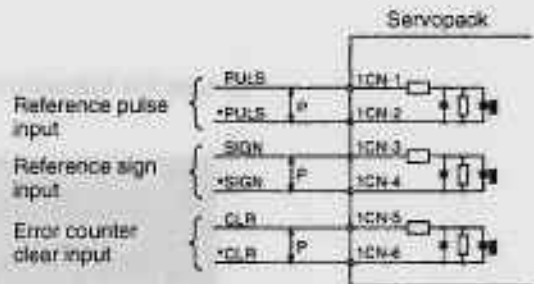 Servopack
PULS 1CN-1
Reference pulse input P
*PULS 1CN-2
SIGN 1CN-3
Reference sign input P
*SIGN 1CN-4
CLR 1CN-5
Error counter clear input P
*CLR 1CN-6